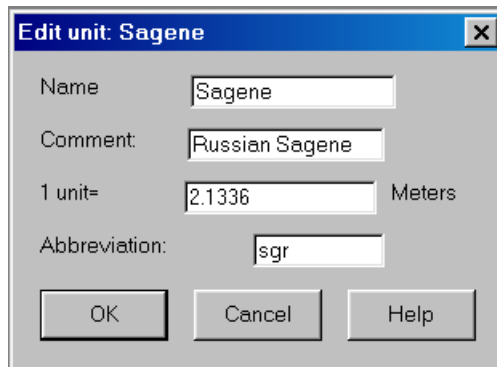 Edit unit: Sagene
Name Sagene
Comment: Russian Sagene
1 unit= 2.1336 Meters
Abbreviation: sgr
OK Cancel Help